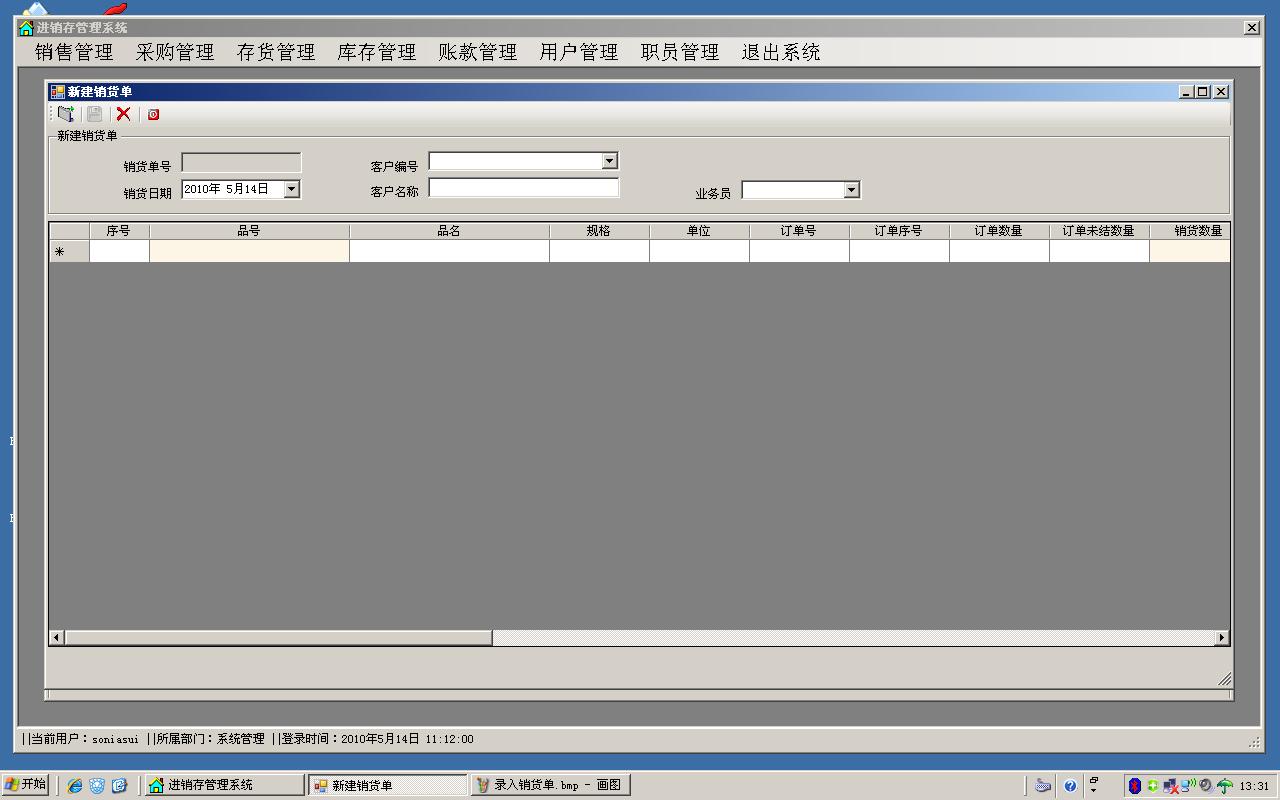 进销存管理系统
销售管理 采购管理 存货管理 库存管理 账款管理 用户管理 职员管理 退出系统
新建销货单
新建销货单
销货单号 客户编号
销货日期 2010年 5月14日 客户名称 业务员
序号 品号 品名 规格 单位 订单号 订单序号 订单数量 订单未结数量 销货数量
||当前用户：soniasui ||所属部门：系统管理 ||登录时间：2010年5月14日 11:12:00
开始 进销存管理系统 新建销货单 录入销货单.bmp - 画图 13:31